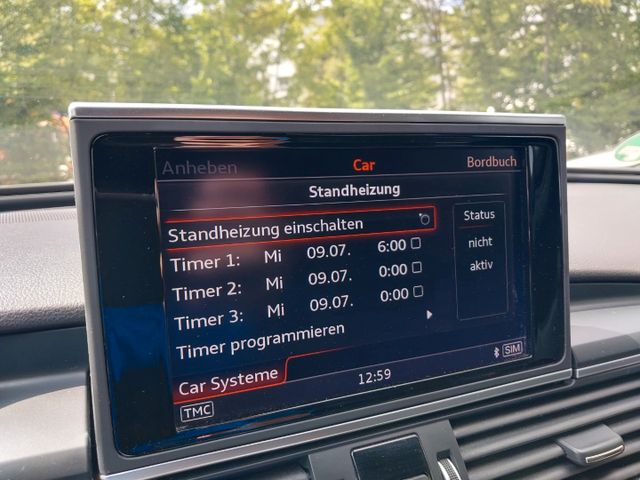 Anheben Car Bordbuch
Standheizung
Standheizung einschalten
Timer 1: Mi 09.07. 6:00
Timer 2: Mi 09.07. 0:00
Timer 3: Mi 09.07. 0:00
Timer programmieren
Status
nicht
aktiv
Car Systeme
12:59
SIM
TMC